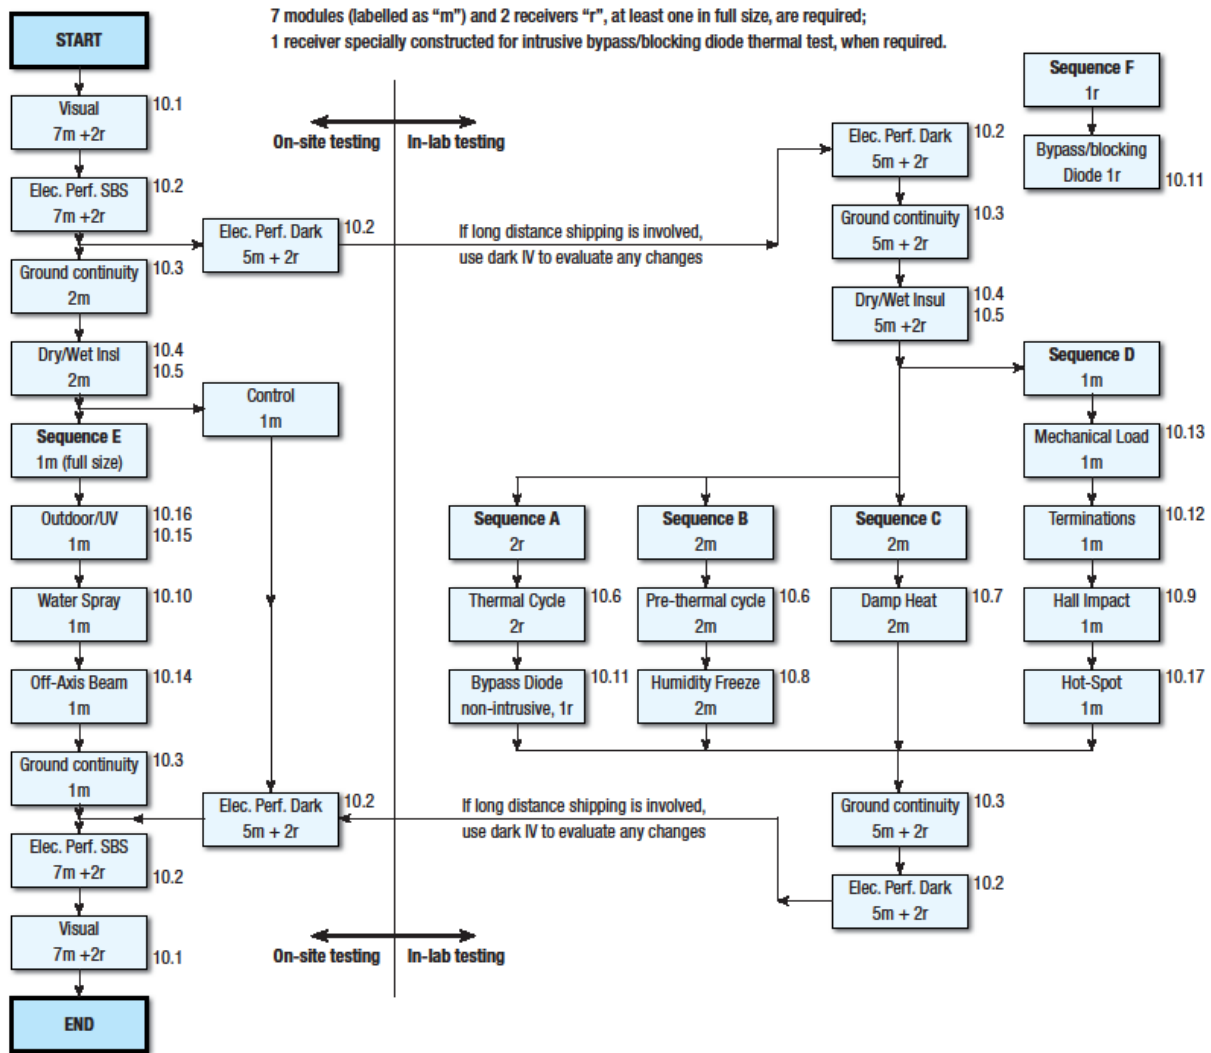 7 modules (labelled as “m”) and 2 receivers “r”, at least one in full size, are required;
1 receiver specially constructed for intrusive bypass/blocking diode thermal test, when required.
START
Visual
7m +2r
10.1
Elec. Perf. SBS
7m +2r
10.2
Elec. Perf. Dark
5m + 2r
10.2
Ground continuity
2m
10.3
Dry/Wet Insl
2m
10.4
10.5
Control
1m
Sequence E
1m (full size)
Outdoor/UV
1m
10.16
10.15
Water Spray
1m
10.10
Off-Axis Beam
1m
10.14
Ground continuity
1m
10.3
Elec. Perf. Dark
5m + 2r
10.2
Elec. Perf. SBS
7m +2r
10.2
Visual
7m +2r
10.1
END
On-site testing
In-lab testing
If long distance shipping is involved,
use dark IV to evaluate any changes
Elec. Perf. Dark
5m + 2r
10.2
Ground continuity
5m + 2r
10.3
Dry/Wet Insul
5m +2r
10.4
10.5
Sequence F
1r
Bypass/blocking
Diode 1r
10.11
Sequence D
1m
Mechanical Load
1m
10.13
Terminations
1m
10.12
Hall Impact
1m
10.9
Hot-Spot
1m
10.17
Sequence A
2r
Thermal Cycle
2r
10.6
Bypass Diode
non-intrusive, 1r
10.11
Sequence B
2m
Pre-thermal cycle
2m
10.6
Humidity Freeze
2m
10.8
Sequence C
2m
Damp Heat
2m
10.7
Ground continuity
5m + 2r
10.3
Elec. Perf. Dark
5m + 2r
10.2
If long distance shipping is involved,
use dark IV to evaluate any changes
On-site testing
In-lab testing